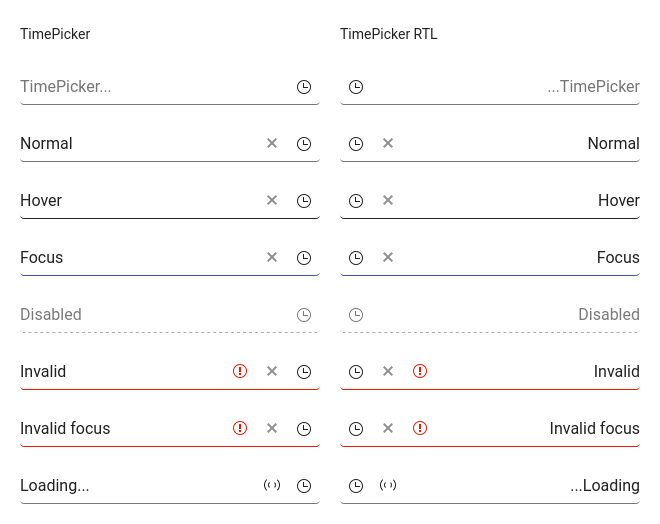 TimePicker
TimePicker RTL
TimePicker...
...TimePicker
Normal
Normal
Hover
Hover
Focus
Focus
Disabled
Disabled
Invalid
Invalid
Invalid focus
Invalid focus
Loading...
...Loading